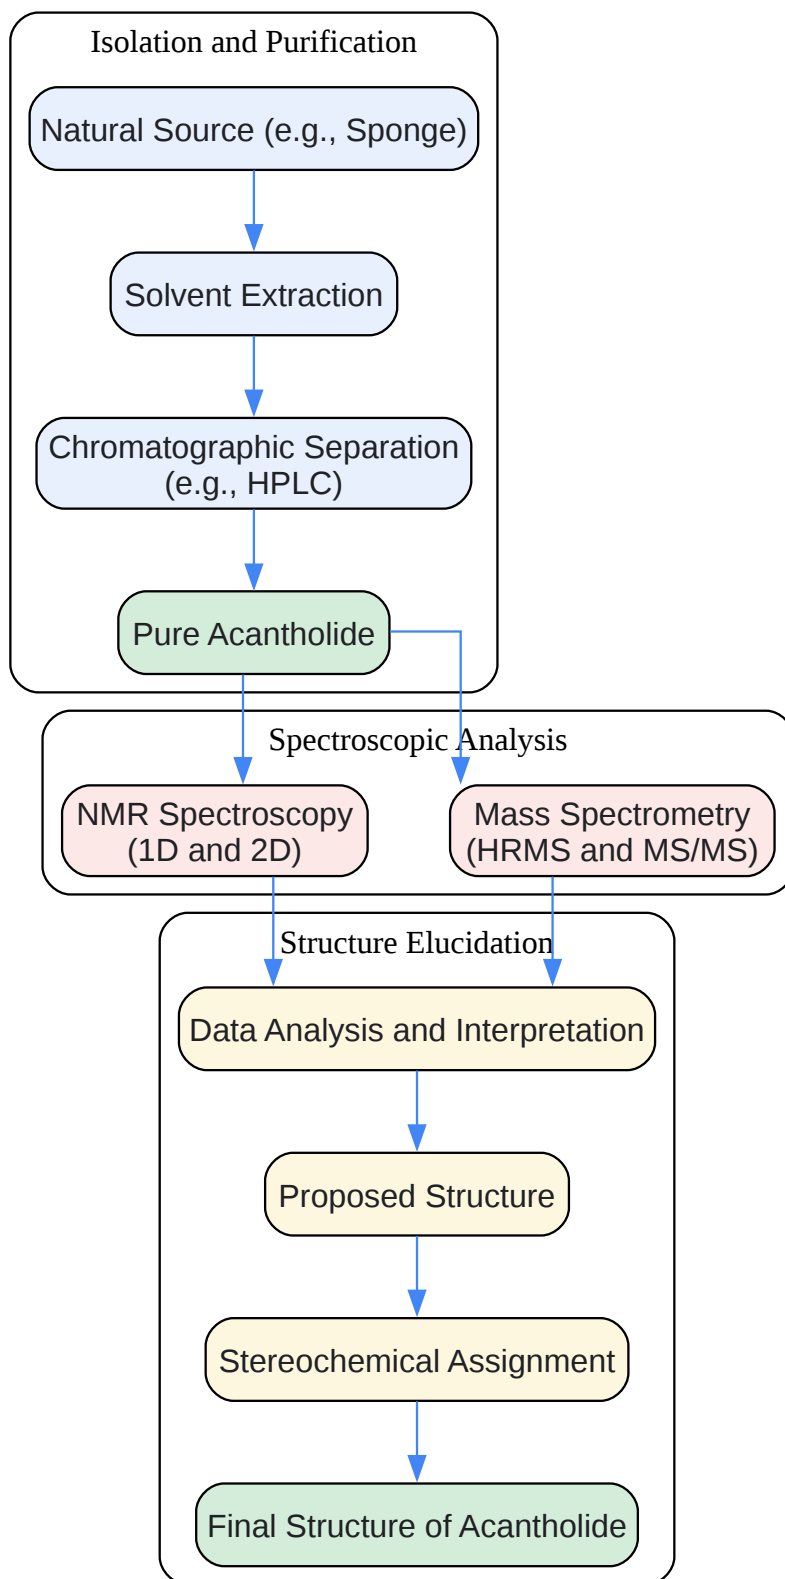 Isolation and Purification
Natural Source (e.g., Sponge)
Solvent Extraction
Chromatographic Separation
(e.g., HPLC)
Pure Acantholide
Spectroscopic Analysis
NMR Spectroscopy
(1D and 2D)
Mass Spectrometry
(HRMS and MS/MS)
Structure Elucidation
Data Analysis and Interpretation
Proposed Structure
Stereochemical Assignment
Final Structure of Acantholide